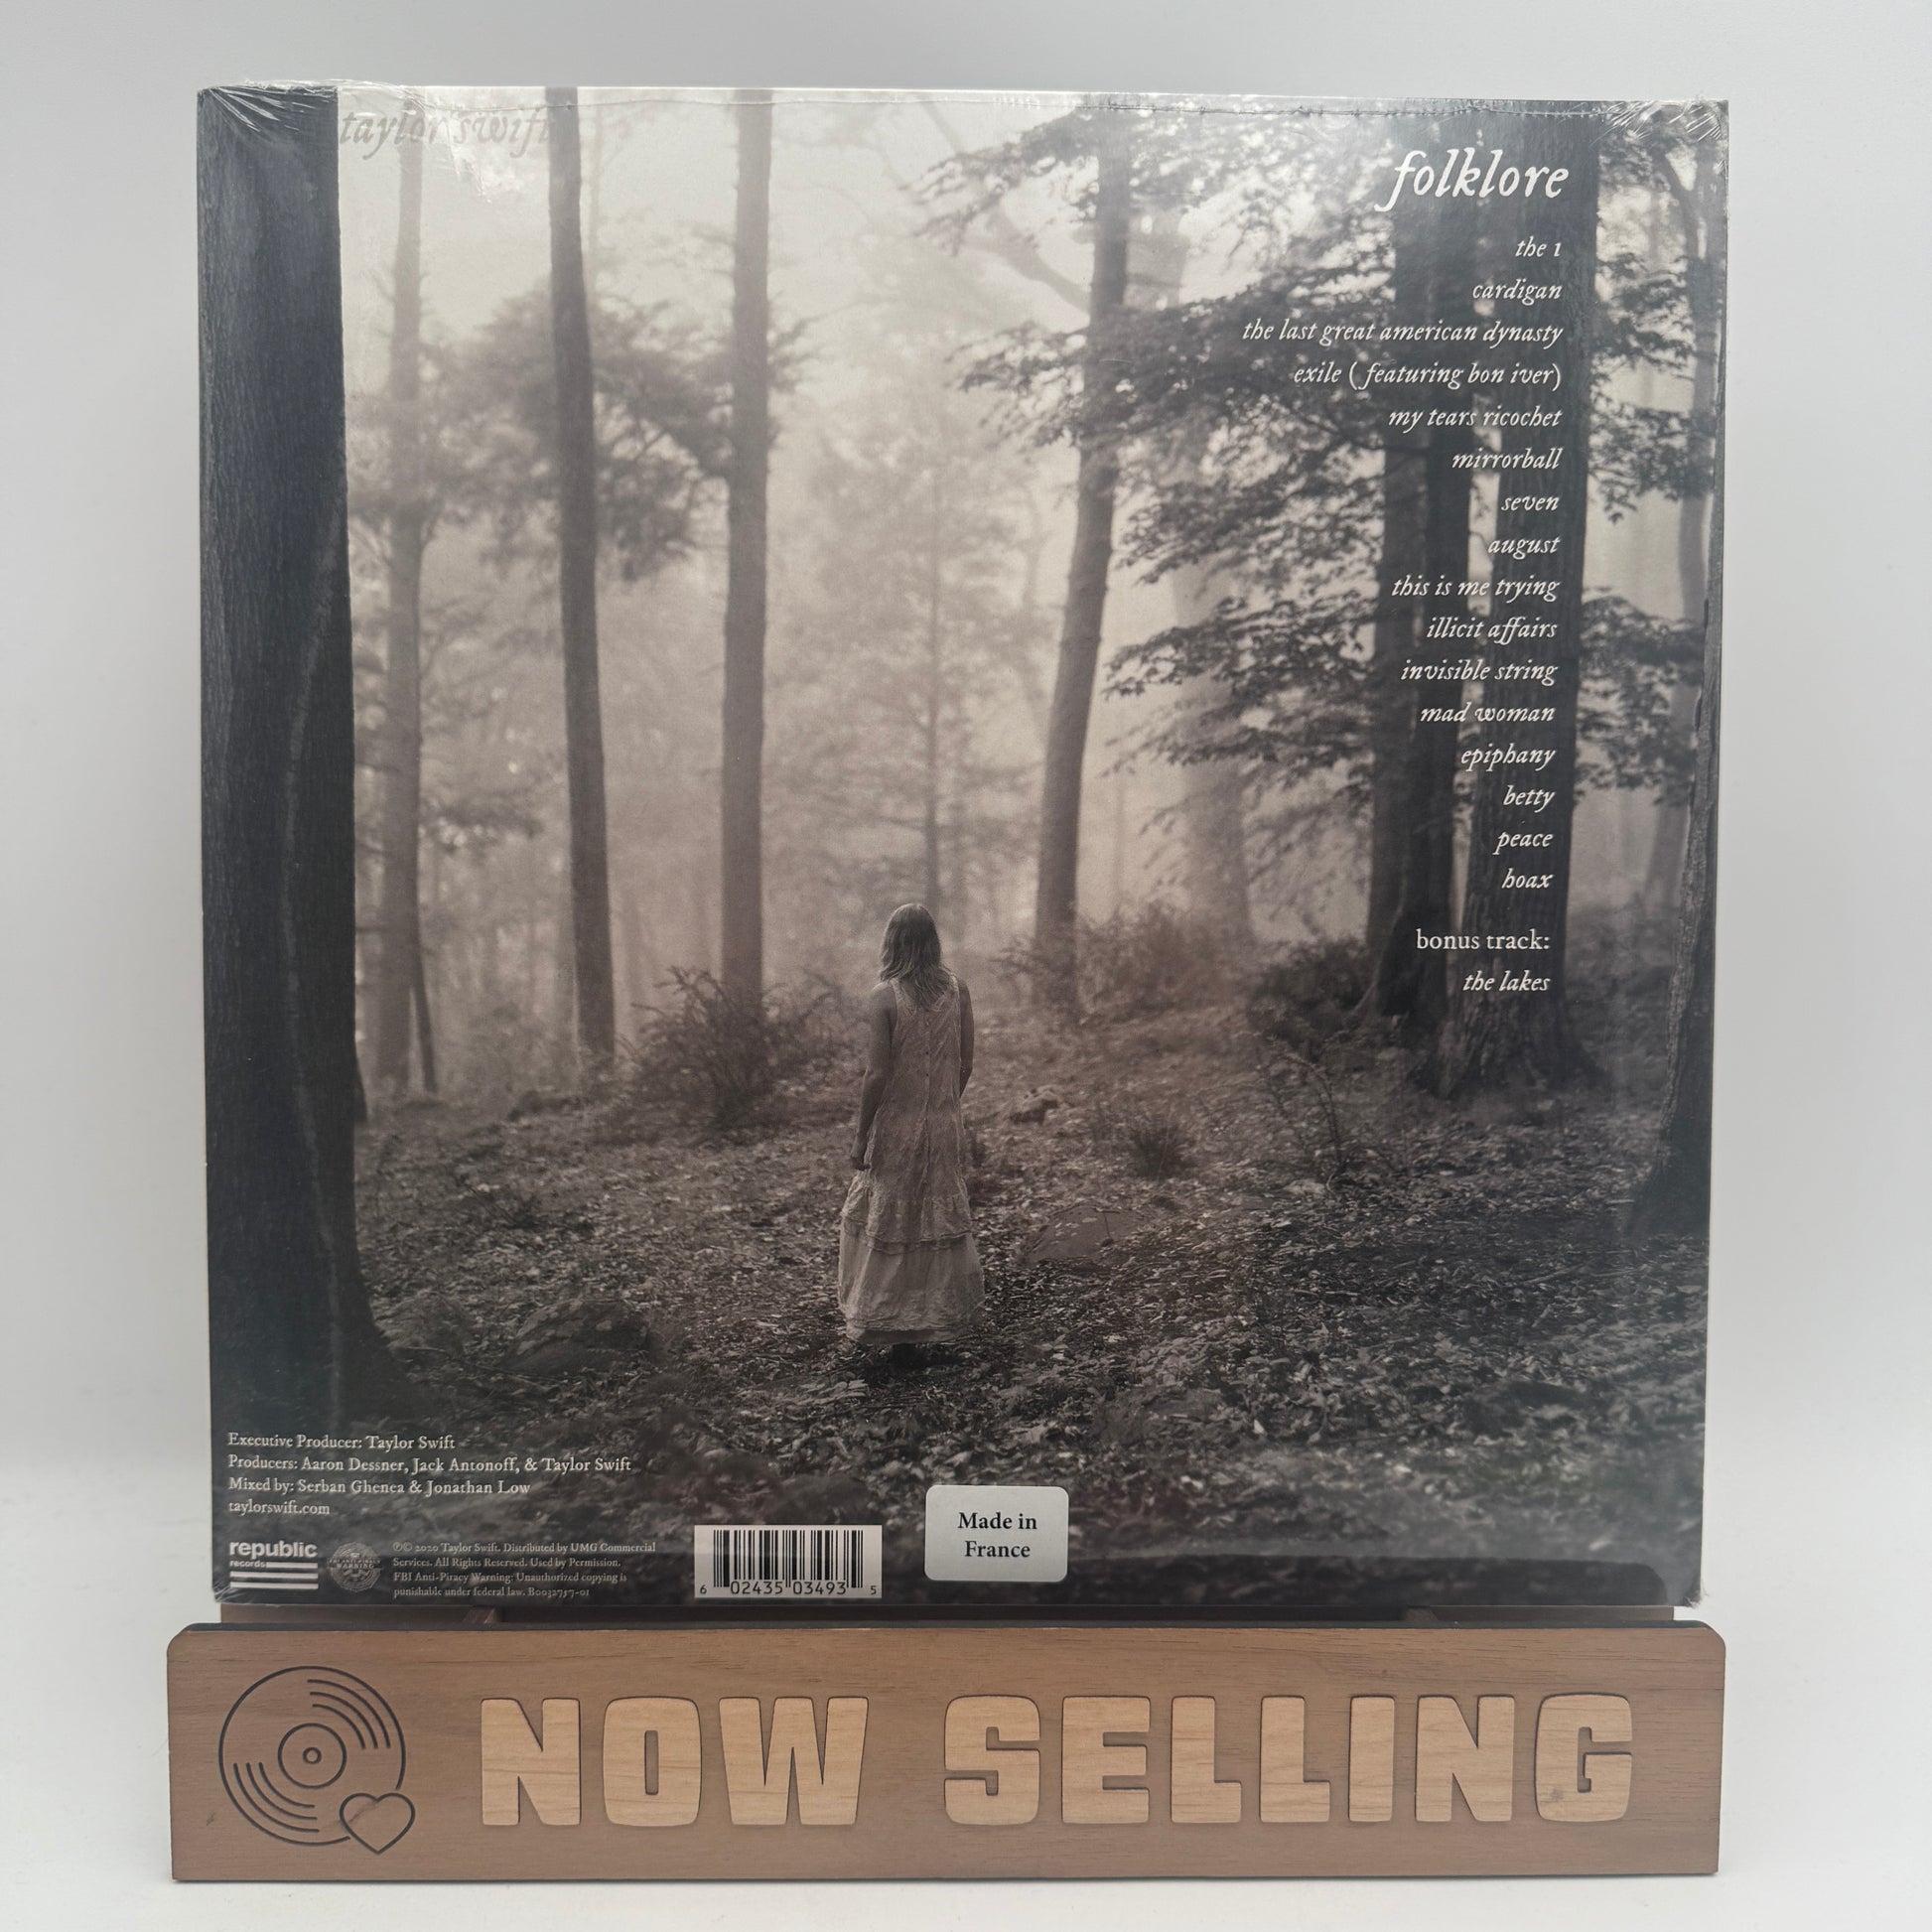 taylor swift
folklore
the 1
cardigan
the last great american dynasty
exile ( featuring bon iver)
my tears ricochet
mirrorball
seven
august
this is me trying
illicit affairs
invisible string
mad woman
epiphany
betty
peace
hoax
bonus track:
the lakes
Executive Producer: Taylor Swift
Producers: Aaron Dessner, Jack Antonoff, & Taylor Swift
Mixed by: Serban Ghenea & Jonathan Low
taylorswift.com
republic
records
WARNING
℗© 2020 Taylor Swift. Distributed by UMG Commercial
Services. All Rights Reserved. Used by Permission.
FBI Anti-Piracy Warning: Unauthorized copying is
punishable under federal law. B0032757-01
6 02435 03493 5
Made in
France
NOW SELLING